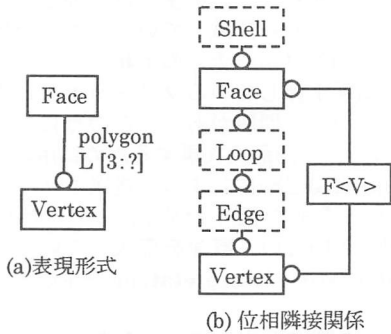 Face
polygon
L [3:?]
Vertex
(a)表現形式
Shell
Face
Loop
Edge
Vertex
F<V>
(b) 位相隣接関係